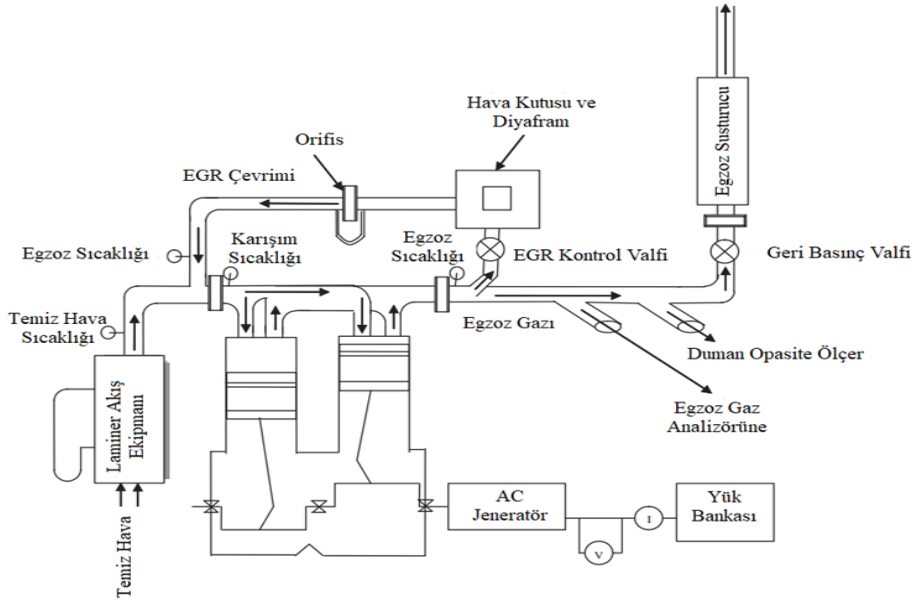 Hava Kutusu ve
Diyafram
Egzoz Susturucu
Orifis
EGR Çevrimi
Egzoz Sıcaklığı
Karışım
Sıcaklığı
Egzoz
Sıcaklığı
EGR Kontrol Valfi
Geri Basınç Valfi
Temiz Hava
Sıcaklığı
Egzoz Gazı
Duman Opasite Ölçer
Egzoz Gaz
Analizörüne
Laminer Akış
Ekipmanı
Temiz Hava
AC
Jeneratör
V
I
Yük
Bankası